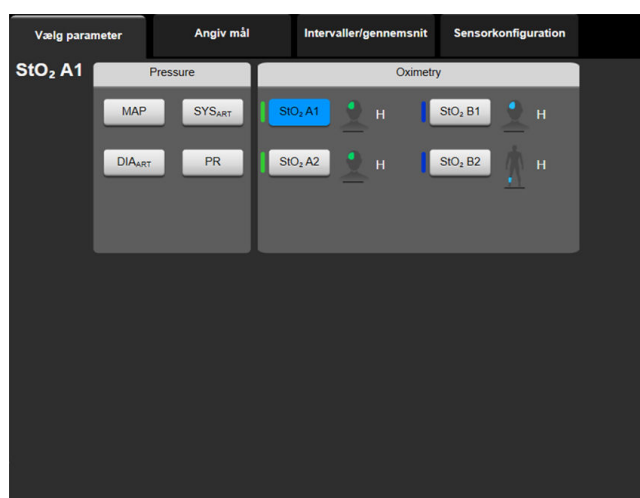 Vælg parameter
Angiv mål
Intervaller/gennemsnit
Sensorkonfiguration
StO₂ A1
Pressure
Oximetry
MAP
SYSART
StO₂ A1
H
StO₂ B1
H
DIAART
PR
StO₂ A2
H
StO₂ B2
H